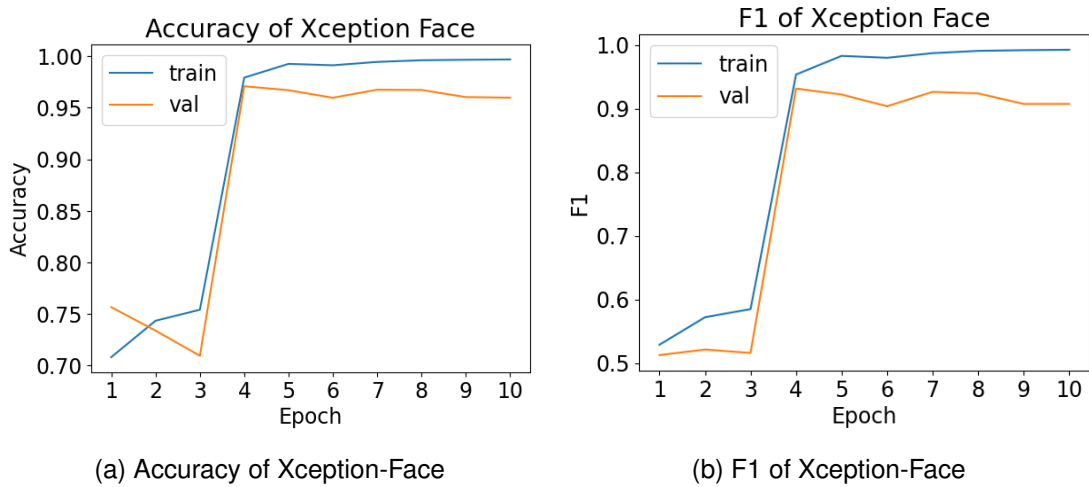 Accuracy of Xception Face
train
val
1.00
0.95
0.90
0.85
0.80
0.75
0.70
Accuracy
1 2 3 4 5 6 7 8 9 10
Epoch
(a) Accuracy of Xception-Face
F1 of Xception Face
train
val
1.0
0.9
0.8
0.7
0.6
0.5
F1
1 2 3 4 5 6 7 8 9 10
Epoch
(b) F1 of Xception-Face